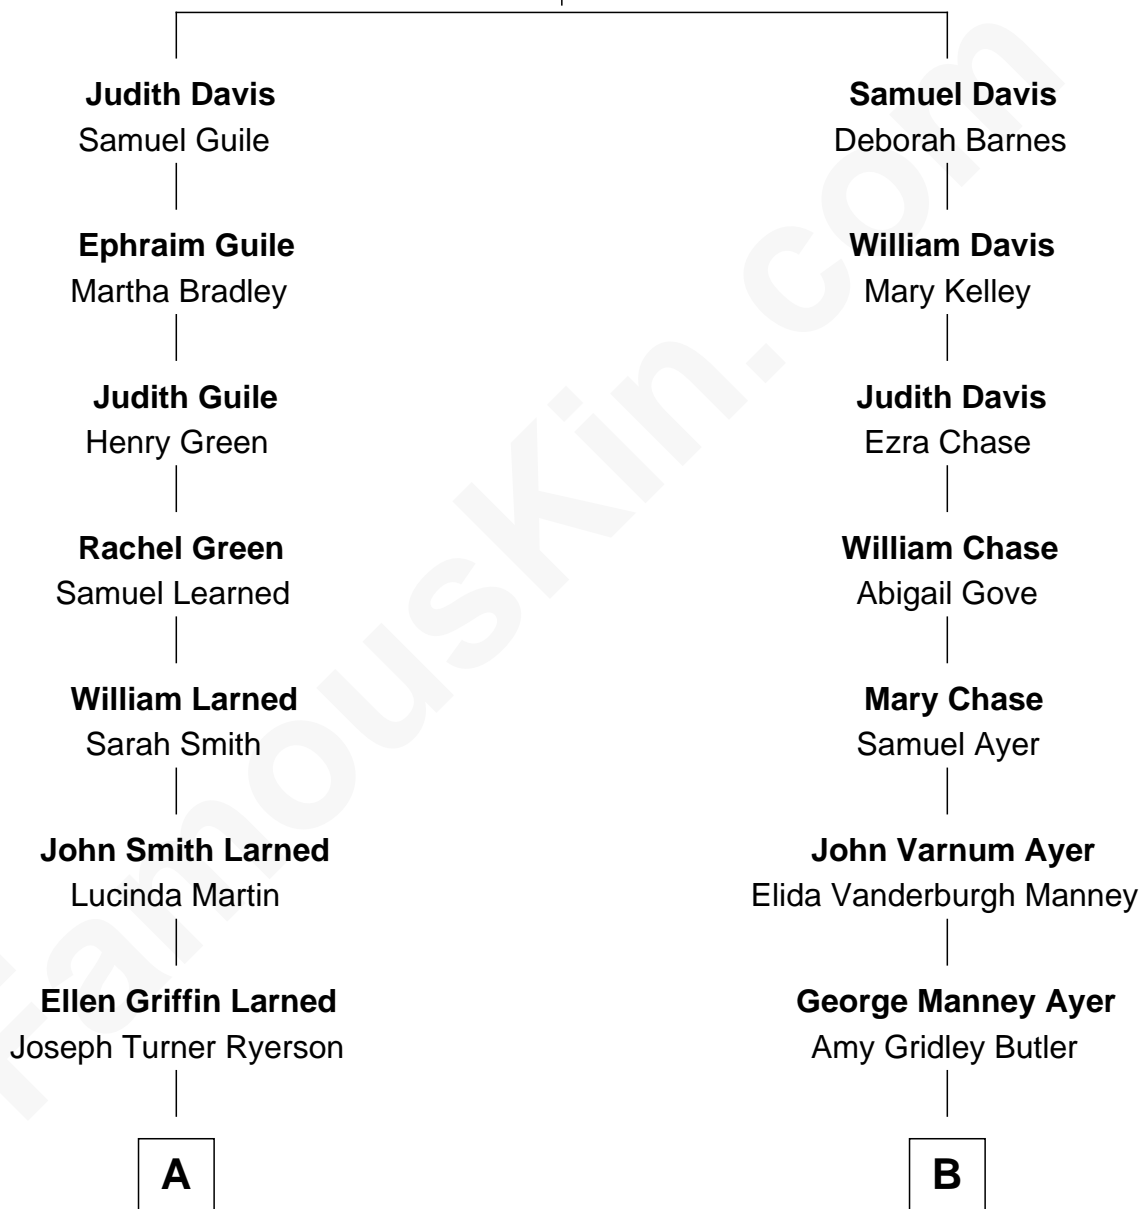 Judith Davis
Samuel Guile
Ephraim Guile
Martha Bradley
Judith Guile
Henry Green
Rachel Green
Samuel Learned
William Larned
Sarah Smith
John Smith Larned
Lucinda Martin
Ellen Griffin Larned
Joseph Turner Ryerson
A
Samuel Davis
Deborah Barnes
William Davis
Mary Kelley
Judith Davis
Ezra Chase
William Chase
Abigail Gove
Mary Chase
Samuel Ayer
John Varnum Ayer
Elida Vanderburgh Manney
George Manney Ayer
Amy Gridley Butler
B
FamousKin.com